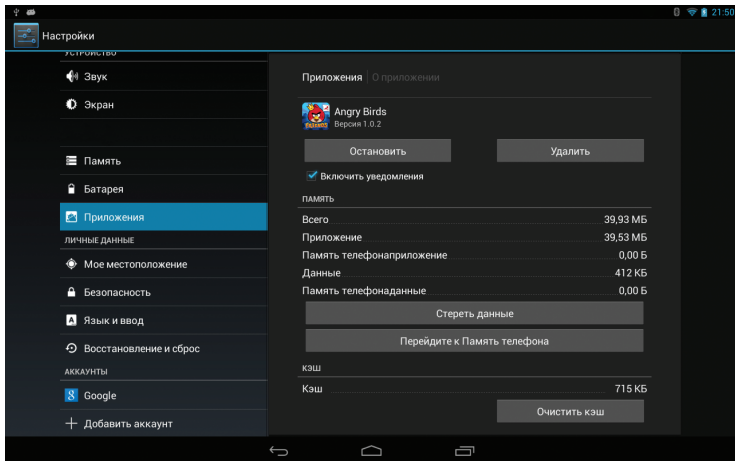 21:50
Настройки
УСТРОЙСТВО
Звук
Экран
Память
Батарея
Приложения
ЛИЧНЫЕ ДАННЫЕ
Мое местоположение
Безопасность
Язык и ввод
Восстановление и сброс
АККАУНТЫ
Google
Добавить аккаунт
Приложения О приложении
Angry Birds
Версия 1.0.2
Остановить Удалить
Включить уведомления
ПАМЯТЬ
Всего 39,93 МБ
Приложение 39,53 МБ
Память телефонаприложение 0,00 Б
Данные 412 КБ
Память телефонаданные 0,00 Б
Стереть данные
Перейдите к Память телефона
КЭШ
Кэш 715 КБ
Очистить кэш